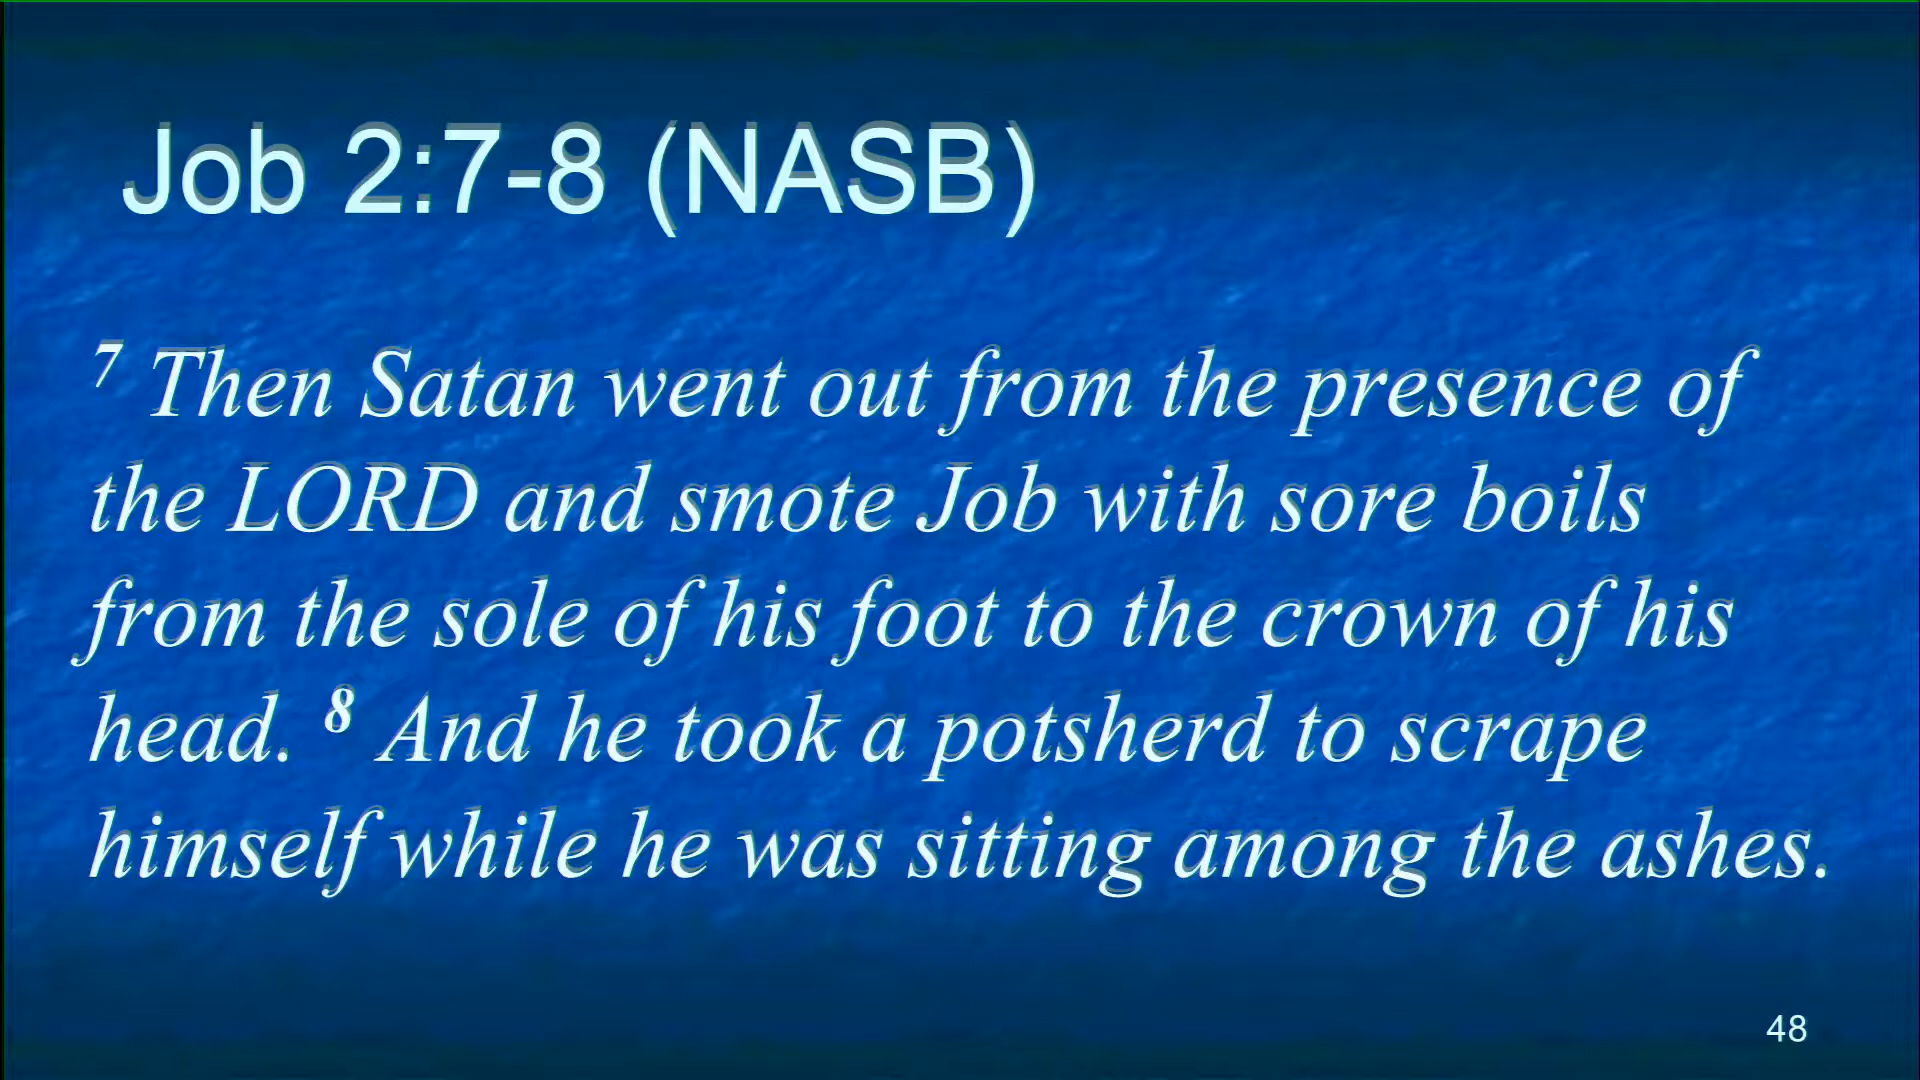 Job 2:7-8 (NASB)
7 Then Satan went out from the presence of
the LORD and smote Job with sore boils
from the sole of his foot to the crown of his
head. 8 And he took a potsherd to scrape
himself while he was sitting among the ashes.
48